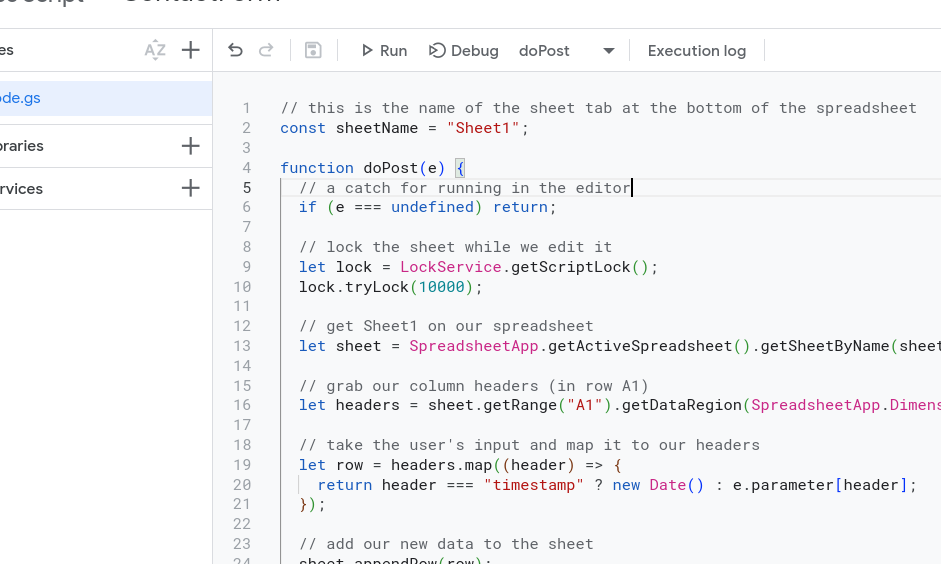 es
AZ
Run
Debug
doPost
Execution log
ode.gs
braries
rvices
1 // this is the name of the sheet tab at the bottom of the spreadsheet
2 const sheetName = "Sheet1";
3
4 function doPost(e) {
5 // a catch for running in the editor
6 if (e === undefined) return;
7
8 // lock the sheet while we edit it
9 let lock = LockService.getScriptLock();
10 lock.tryLock(10000);
11
12 // get Sheet1 on our spreadsheet
13 let sheet = SpreadsheetApp.getActiveSpreadsheet().getSheetByName(sheet
14
15 // grab our column headers (in row A1)
16 let headers = sheet.getRange("A1").getDataRegion(SpreadsheetApp.Dimens
17
18 // take the user's input and map it to our headers
19 let row = headers.map((header) => {
20 return header === "timestamp" ? new Date() : e.parameter[header];
21 });
22
23 // add our new data to the sheet
24 sheet.appendRow(row);